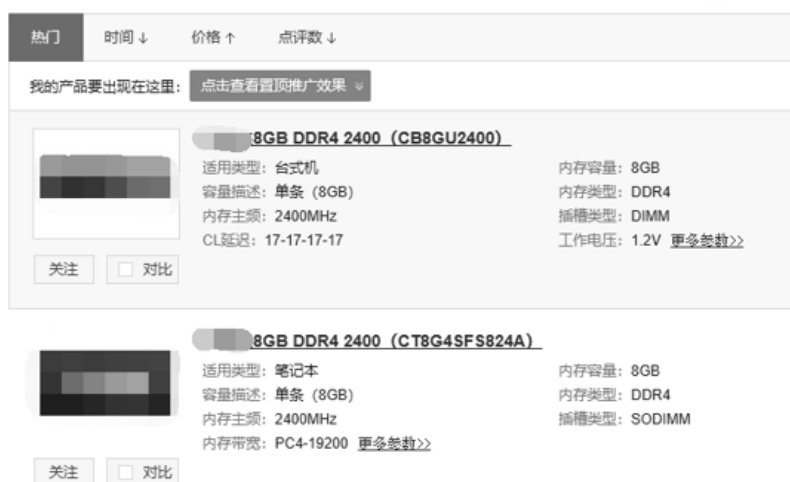 热门 时间↓ 价格↑ 点评数↓
我的产品要出现在这里： 点击查看置顶推广效果
8GB DDR4 2400（CB8GU2400）
适用类型：台式机 内存容量：8GB
容量描述：单条（8GB） 内存类型：DDR4
内存主频：2400MHz 插槽类型：DIMM
CL延迟：17-17-17-17 工作电压：1.2V 更多参数>>
关注 对比
8GB DDR4 2400（CT8G4SFS824A）
适用类型：笔记本 内存容量：8GB
容量描述：单条（8GB） 内存类型：DDR4
内存主频：2400MHz 插槽类型：SODIMM
内存带宽：PC4-19200 更多参数>>
关注 对比